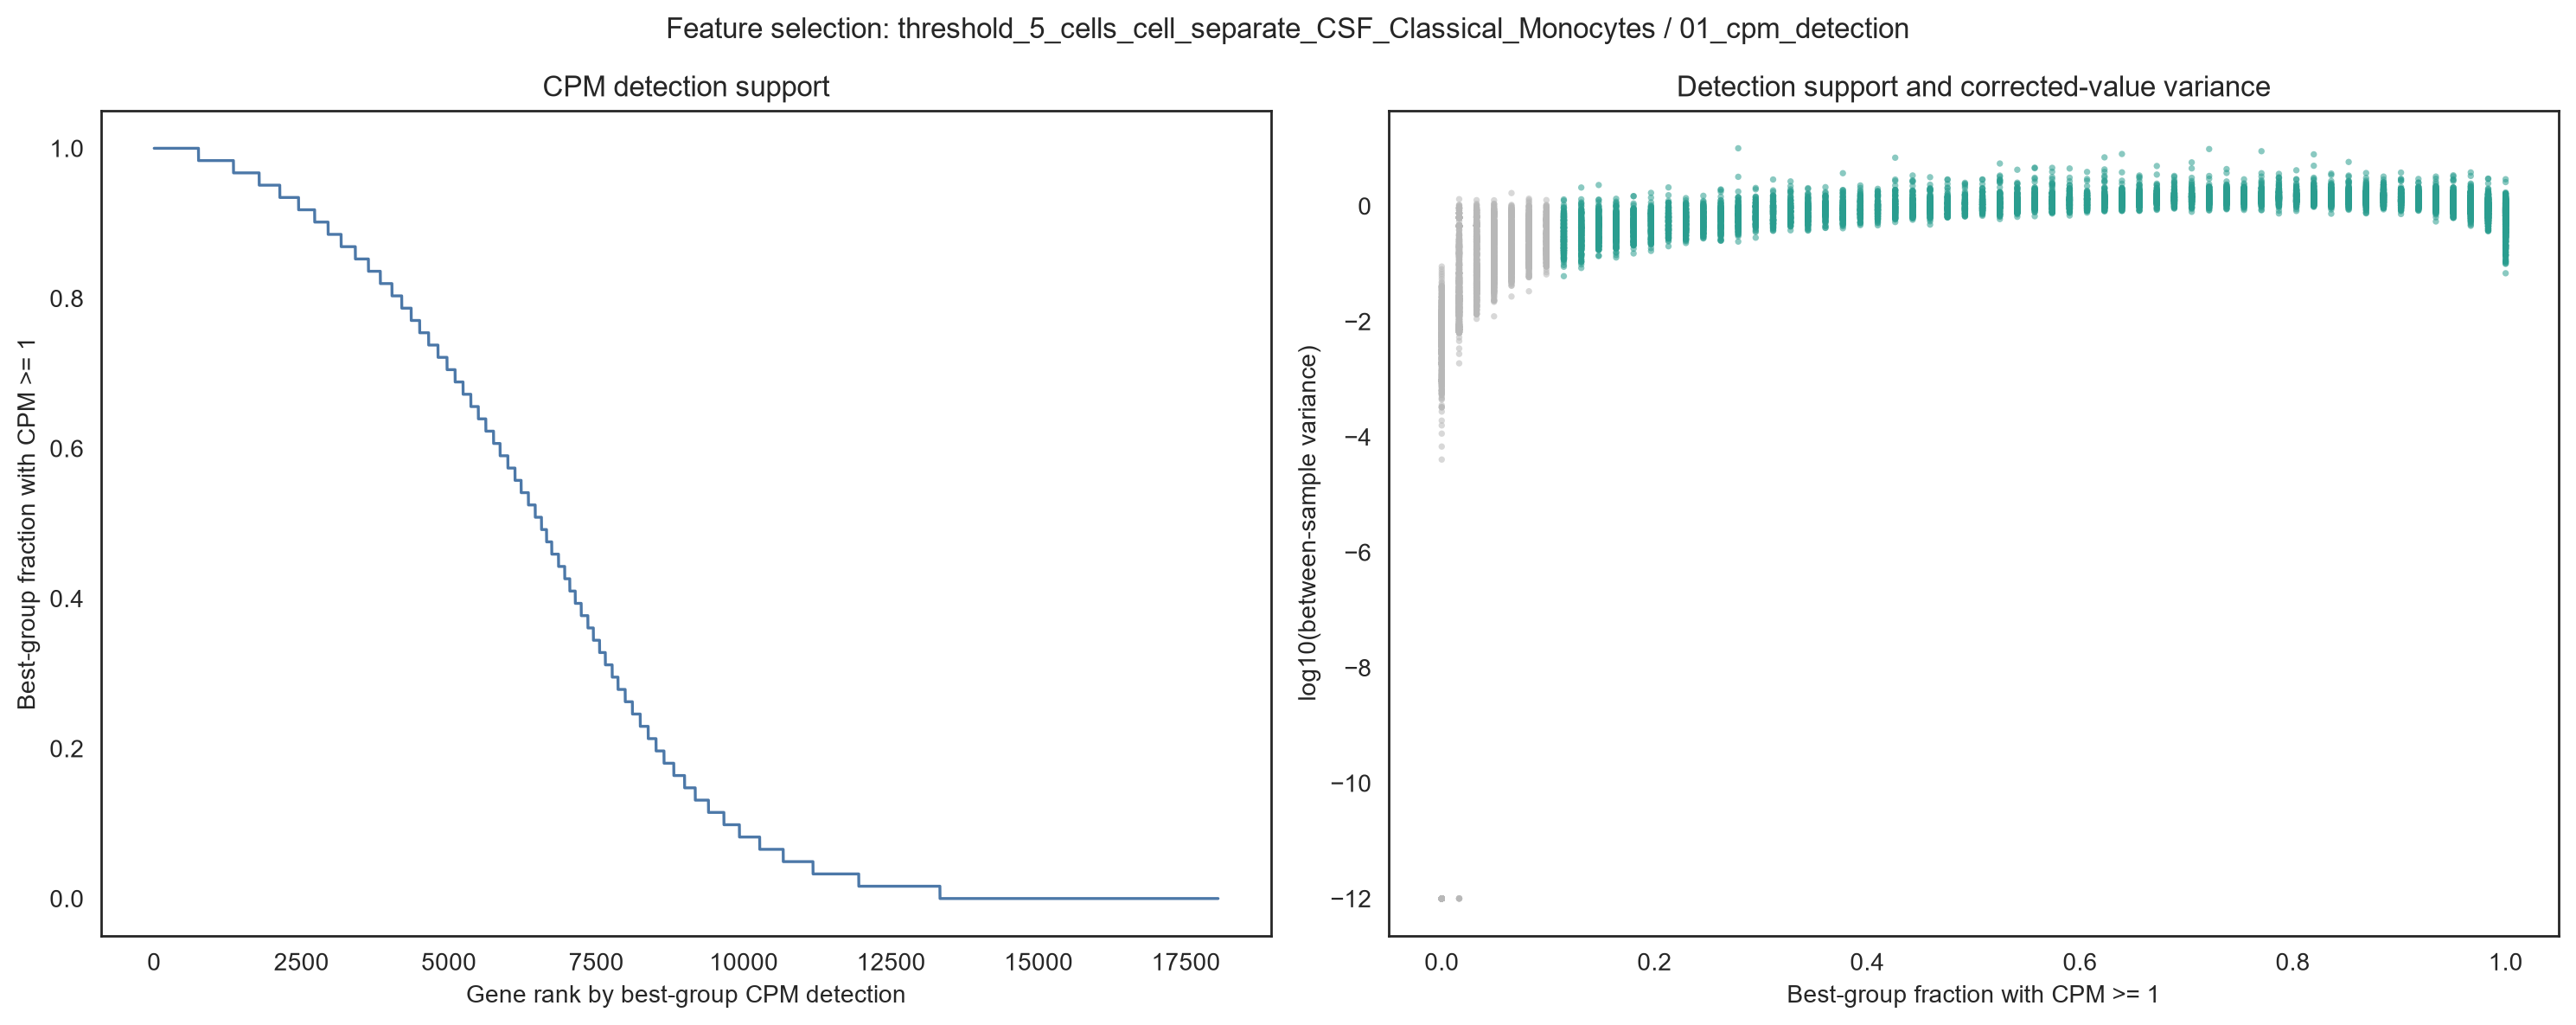 Feature selection: threshold_5_cells_cell_separate_CSF_Classical_Monocytes / 01_cpm_detection
CPM detection support
Best-group fraction with CPM >= 1
1.0
0.8
0.6
0.4
0.2
0.0
0 2500 5000 7500 10000 12500 15000 17500
Gene rank by best-group CPM detection
Detection support and corrected-value variance
log10(between-sample variance)
0
−2
−4
−6
−8
−10
−12
0.0 0.2 0.4 0.6 0.8 1.0
Best-group fraction with CPM >= 1